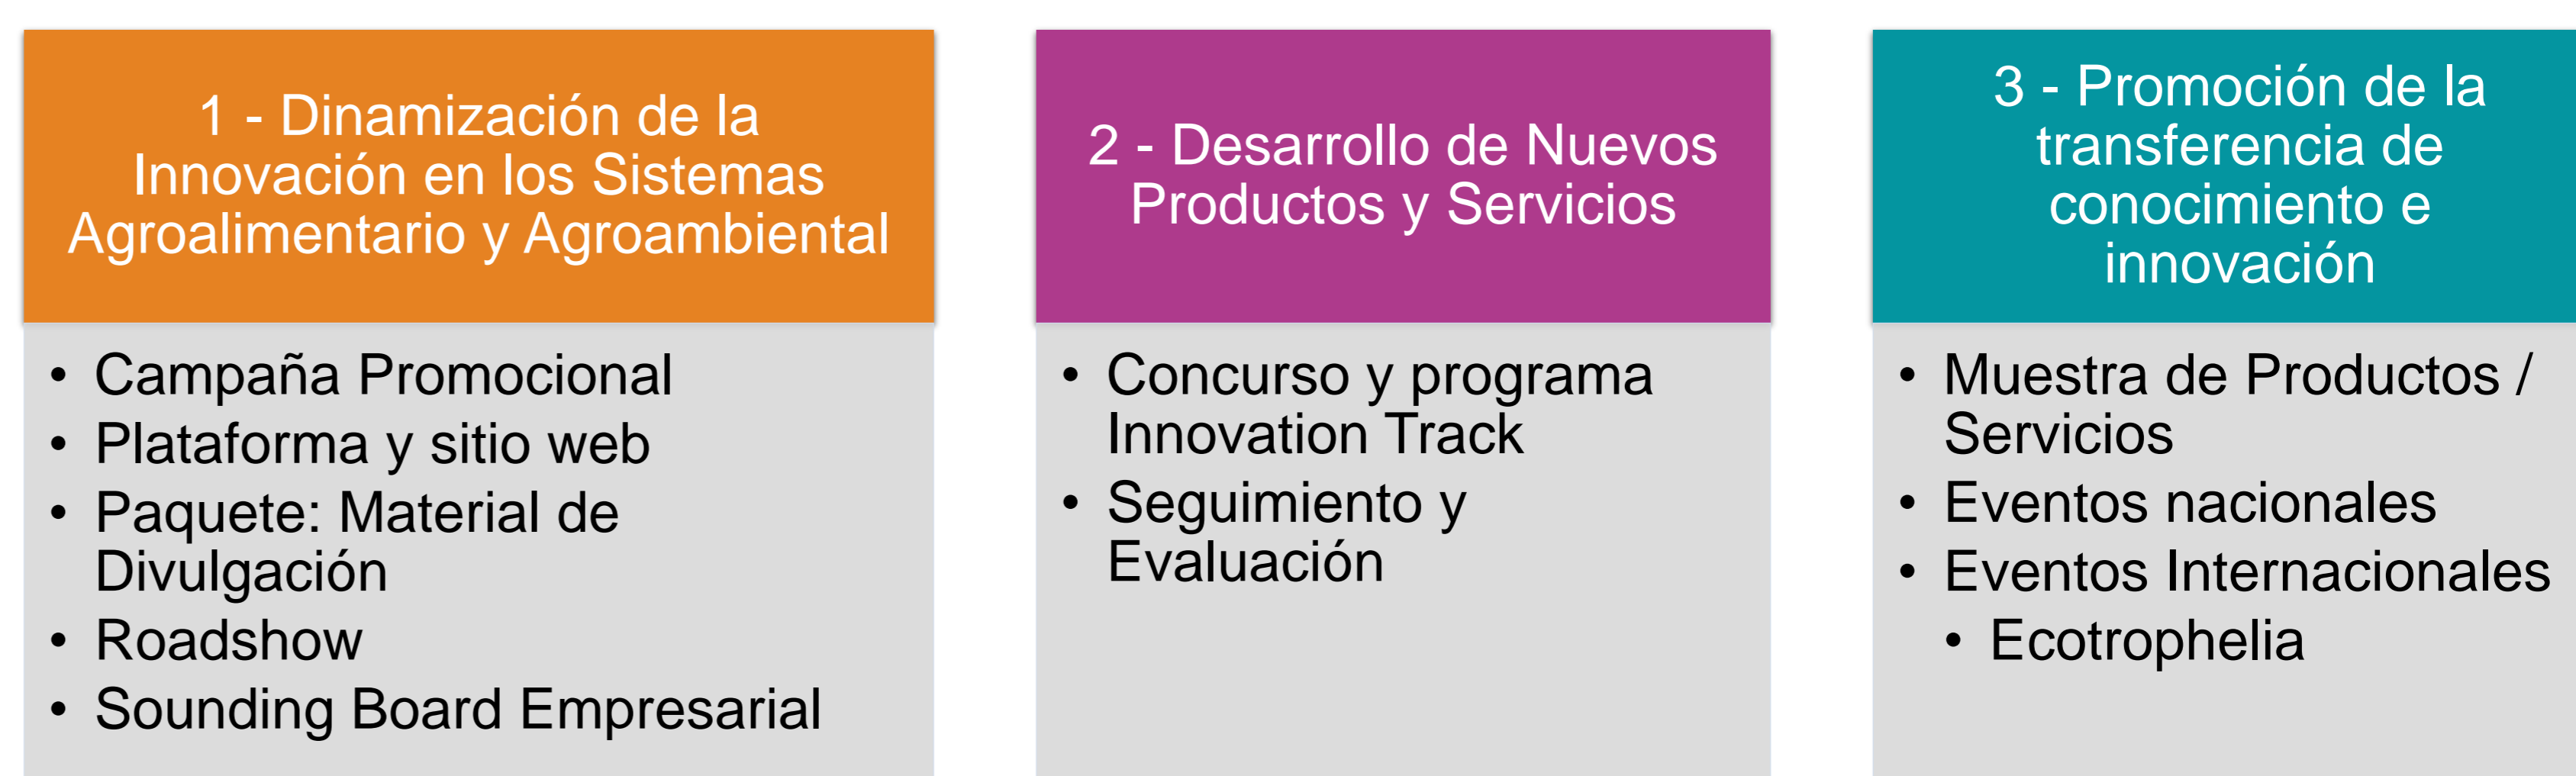 1 - Dinamización de la
Innovación en los Sistemas
Agroalimentario y Agroambiental
• Campaña Promocional
• Plataforma y sitio web
• Paquete: Material de
Divulgación
• Roadshow
• Sounding Board Empresarial
2 - Desarrollo de Nuevos
Productos y Servicios
• Concurso y programa
Innovation Track
• Seguimiento y
Evaluación
3 - Promoción de la
transferencia de
conocimiento e
innovación
• Muestra de Productos /
Servicios
• Eventos nacionales
• Eventos Internacionales
• Ecotrophelia